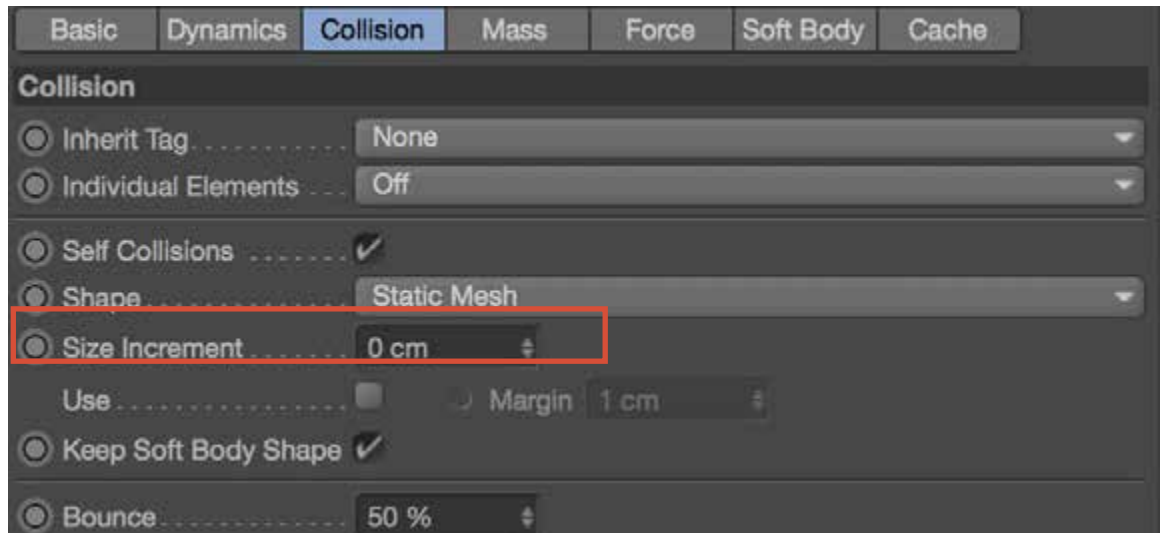 Basic Dynamics Collision Mass Force Soft Body Cache
Collision
Inherit Tag. . . . . . . . . . . None
Individual Elements . . . Off
Self Collisions . . . . . . . ✔
Shape. . . . . . . . . . . . . . Static Mesh
Size Increment . . . . . . . 0 cm
Use . . . . . . . . . . . . . . . . Margin 1 cm
Keep Soft Body Shape ✔
Bounce. . . . . . . . . . . . . 50 %